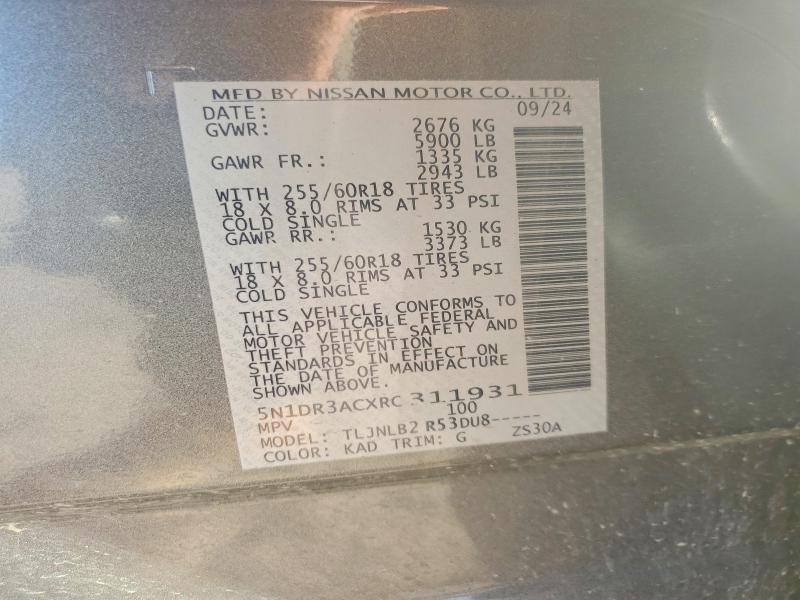 MFD BY NISSAN MOTOR CO., LTD.
DATE: 09/24
GVWR: 2676 KG
5900 LB
GAWR FR.: 1335 KG
2943 LB
WITH 255/60R18 TIRES
18 X 8.0 RIMS AT 33 PSI
COLD SINGLE
GAWR RR.: 1530 KG
3373 LB
WITH 255/60R18 TIRES
18 X 8.0 RIMS AT 33 PSI
COLD SINGLE
THIS VEHICLE CONFORMS TO
ALL APPLICABLE FEDERAL
MOTOR VEHICLE SAFETY AND
THEFT PREVENTION
STANDARDS IN EFFECT ON
THE DATE OF MANUFACTURE
SHOWN ABOVE.
5N1DR3ACXRC 311931
MPV 100
MODEL: TLJNLB2 R53DU8-----
COLOR: KAD TRIM: G ZS30A